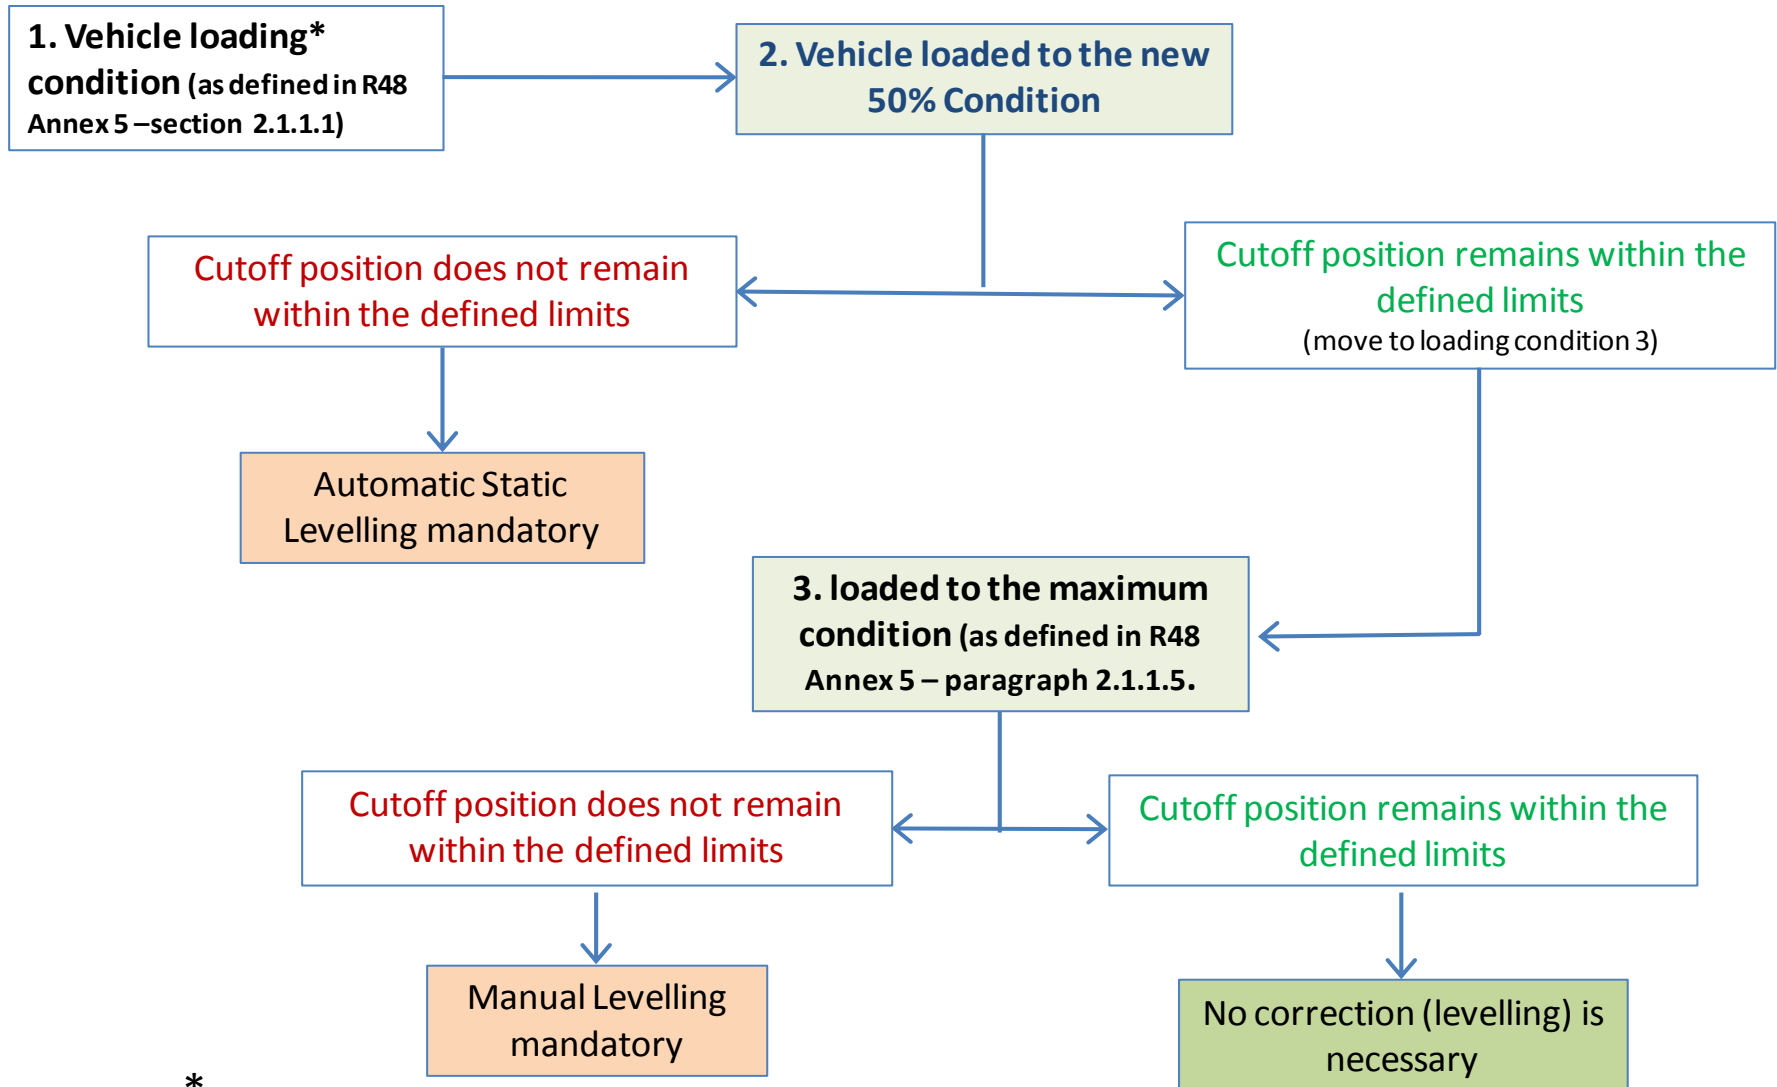 1. Vehicle loading*
condition (as defined in R48
Annex 5 –section 2.1.1.1)
2. Vehicle loaded to the new
50% Condition
Cutoff position does not remain
within the defined limits
Cutoff position remains within the
defined limits
(move to loading condition 3)
Automatic Static
Levelling mandatory
3. loaded to the maximum
condition (as defined in R48
Annex 5 – paragraph 2.1.1.5.
Cutoff position does not remain
within the defined limits
Cutoff position remains within the
defined limits
Manual Levelling
mandatory
No correction (levelling) is
necessary
*